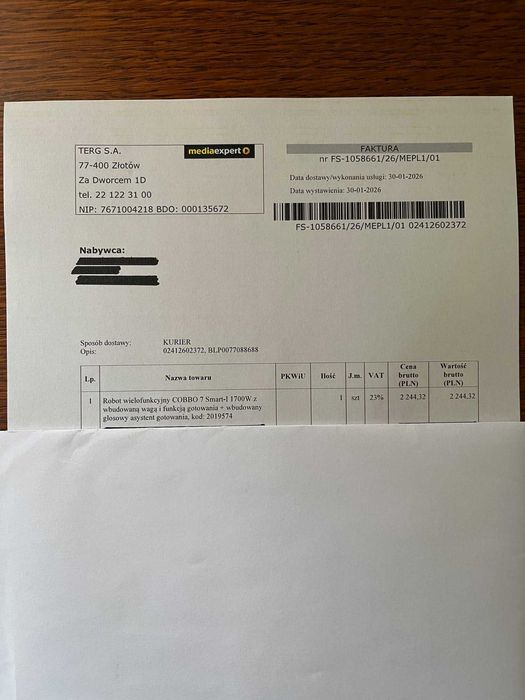 TERG S.A.
mediaexpert
77-400 Złotów
Za Dworcem 1D
tel. 22 122 31 00
NIP: 7671004218 BDO: 000135672
FAKTURA
nr FS-1058661/26/MEPL1/01
Data dostawy/wykonania usługi: 30-01-2026
Data wystawienia: 30-01-2026
FS-1058661/26/MEPL1/01 02412602372
Nabywca:
Sposób dostawy: KURIER
Opis: 02412602372, BLP0077088688
Lp. Nazwa towaru PKWiU Ilość J.m. VAT Cena brutto (PLN) Wartość brutto (PLN)
1 Robot wielofunkcyjny COBBO 7 Smart-I 1700W z 1 szt 23% 2 244,32 2 244,32
wbudowaną wagą i funkcją gotowania + wbudowany
głosowy asystent gotowania, kod: 2019574